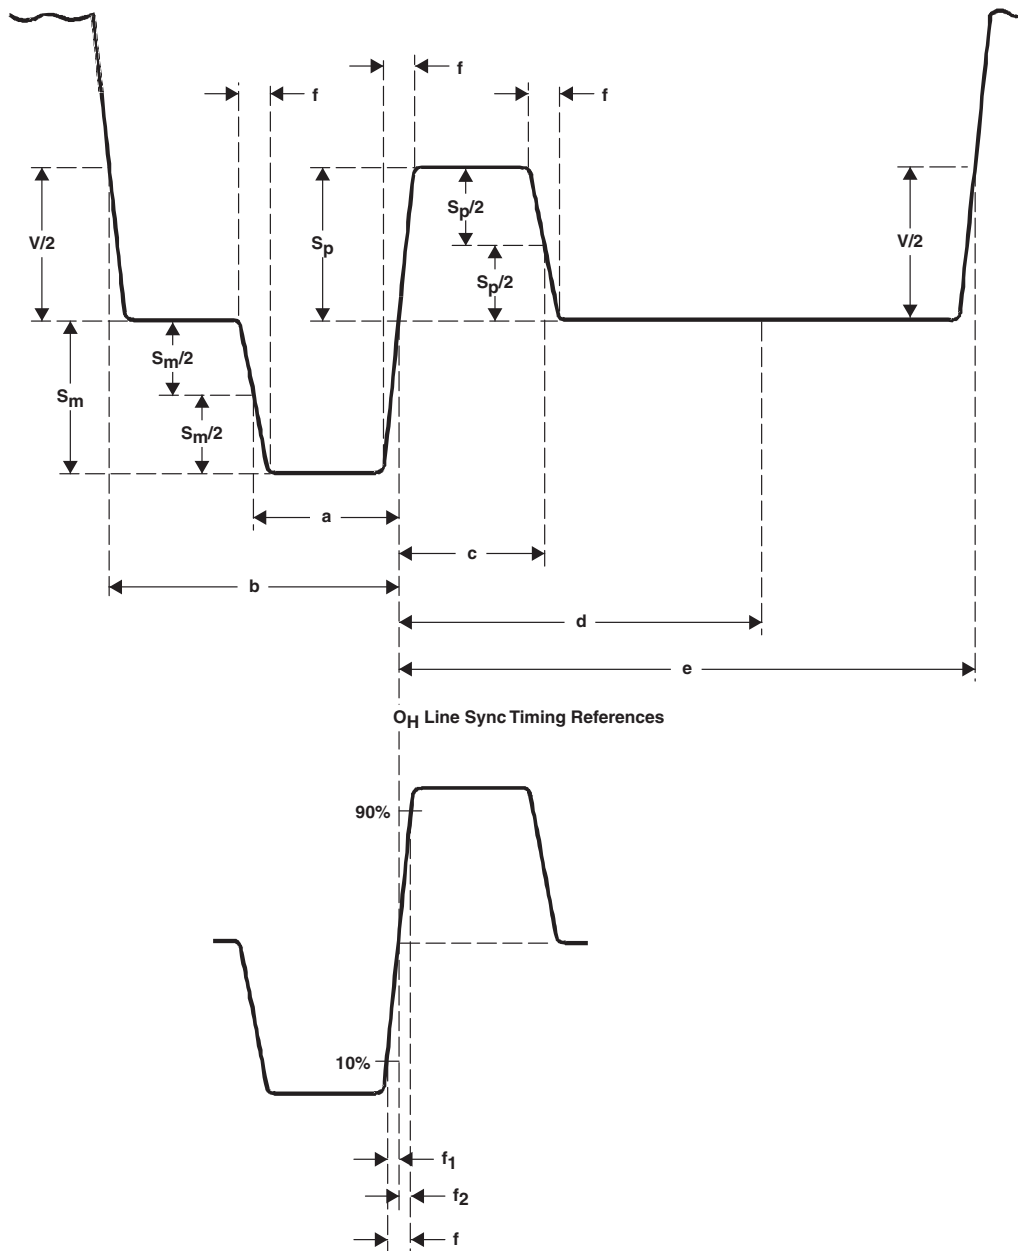 f
f
f
V/2
Sp
Sp/2
Sp/2
V/2
Sm/2
Sm
Sm/2
a
c
b
d
e
OH Line Sync Timing References
90%
10%
f1
f2
f